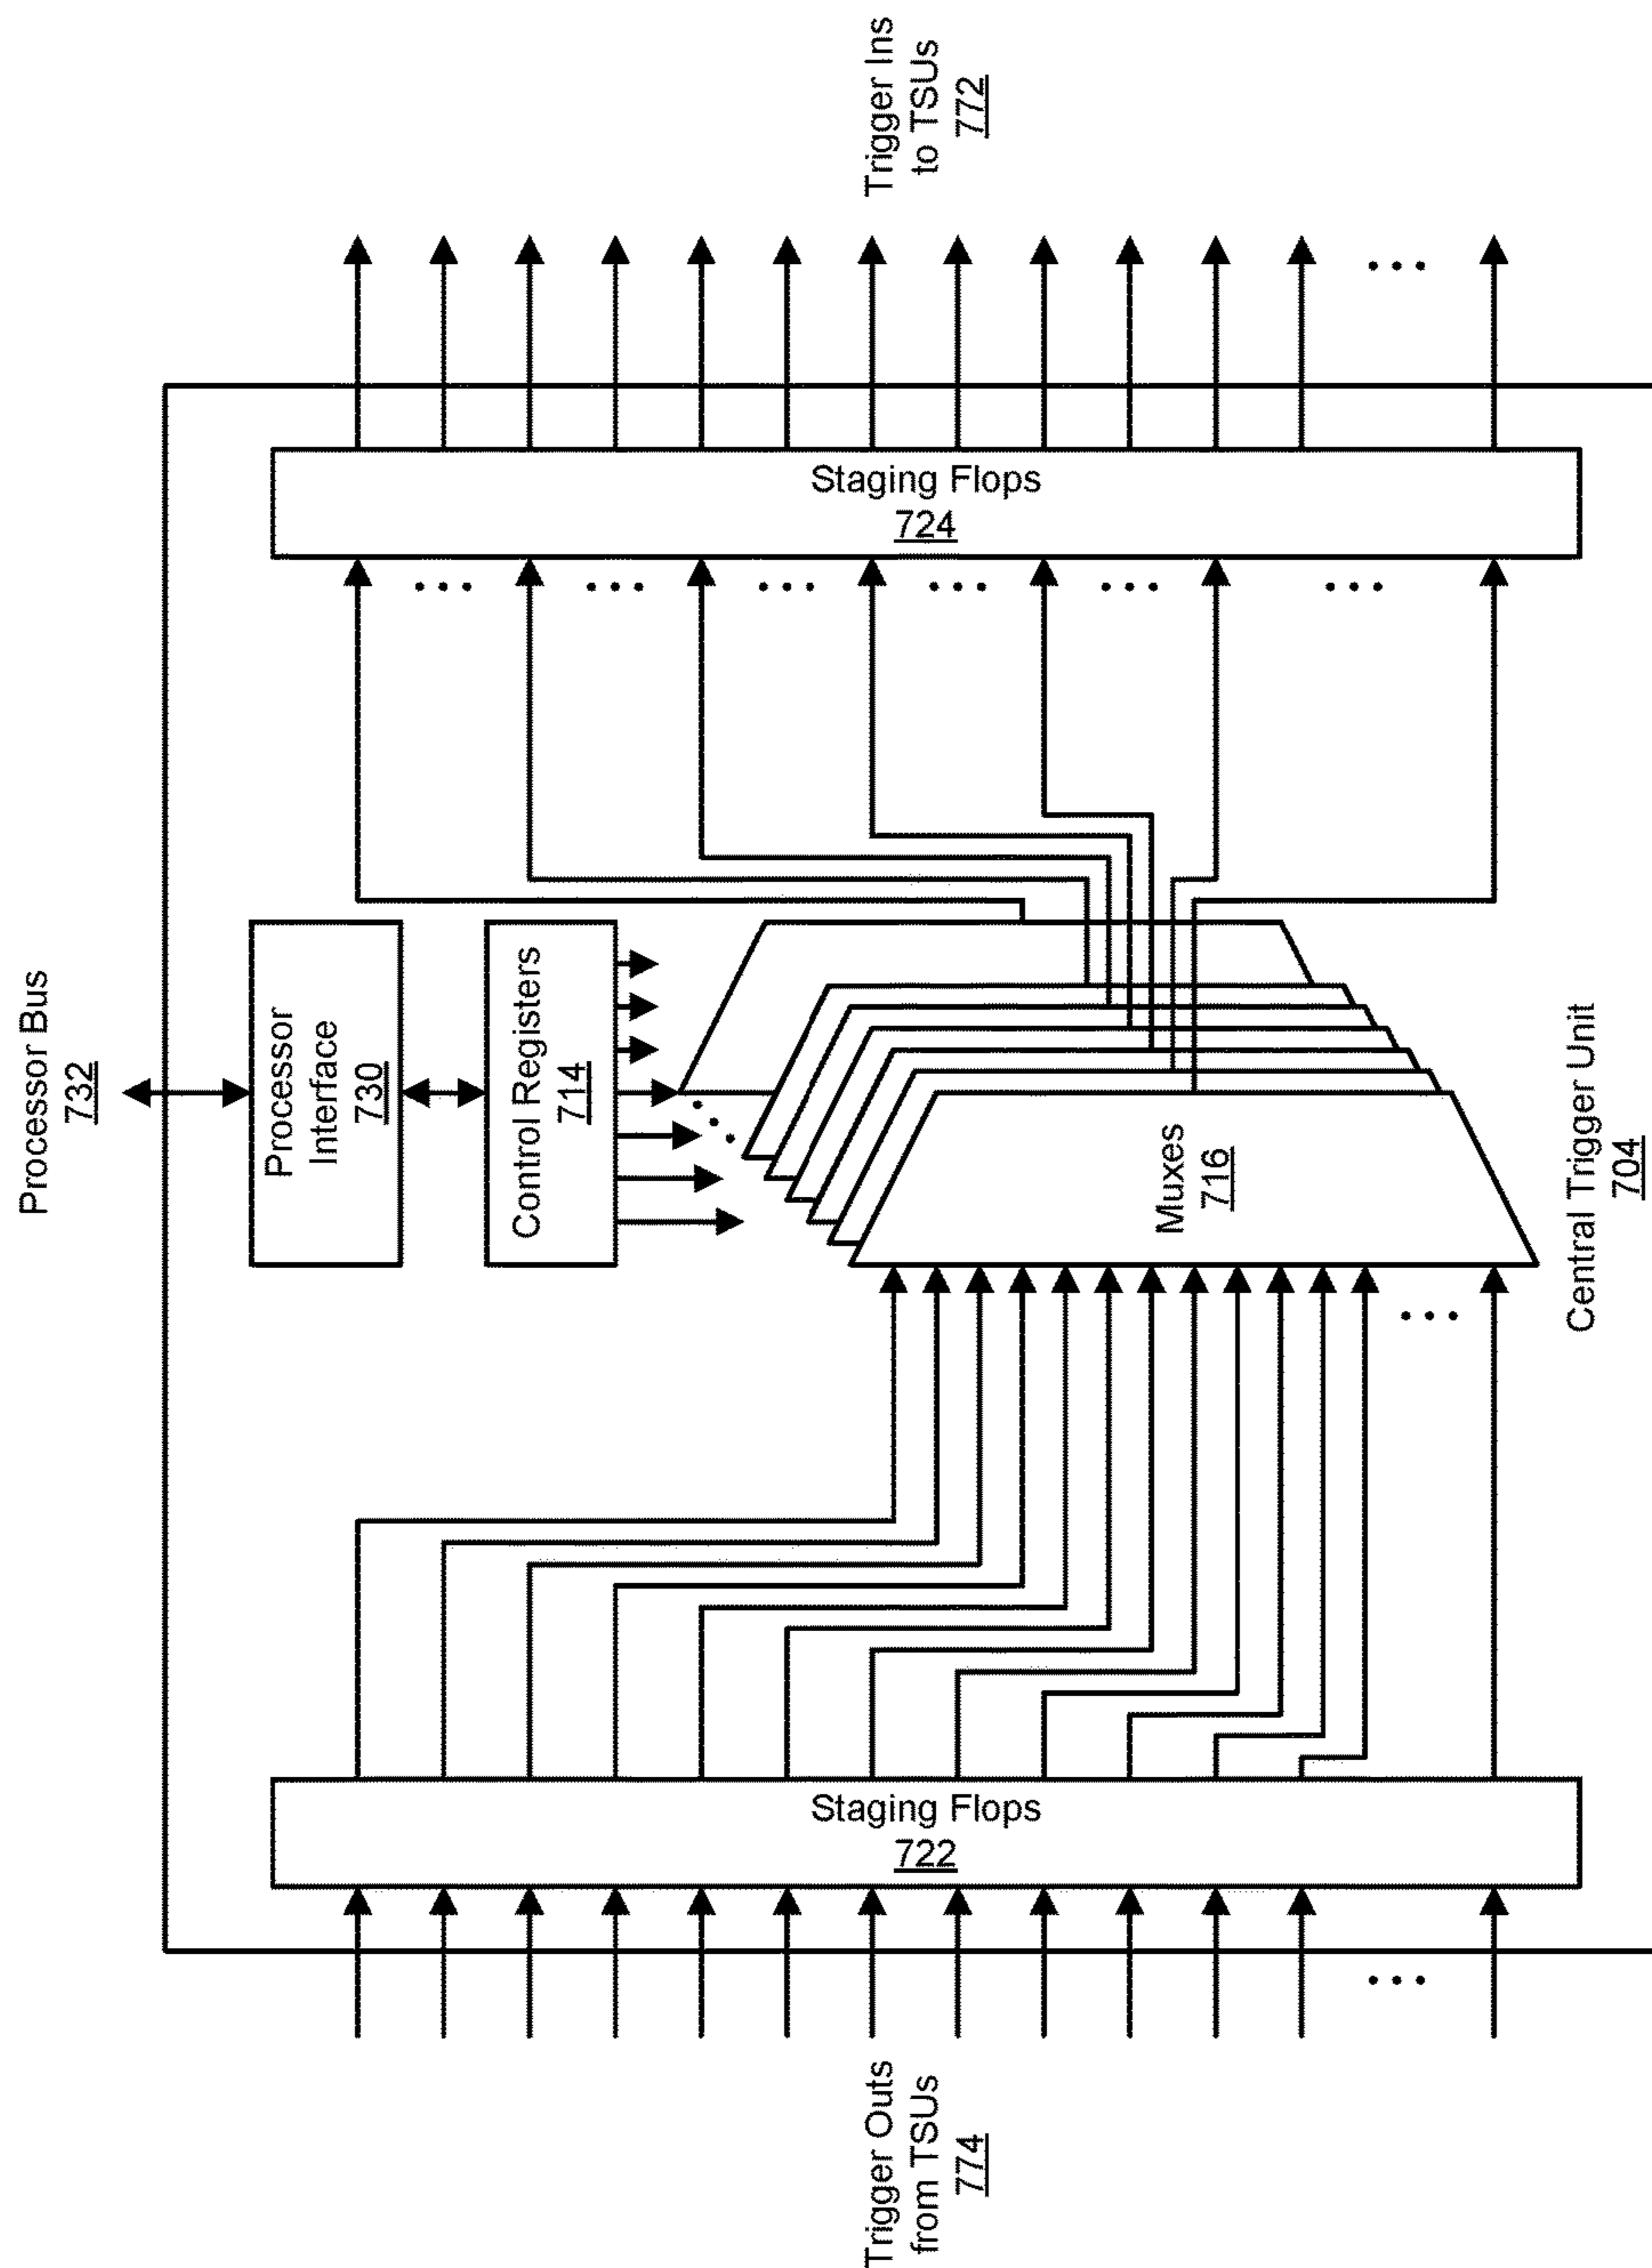 Processor Bus
732
Processor
Interface
730
Control Registers
714
Trigger Outs
from TSUs
774
Staging Flops
722
Muxes
716
Staging Flops
724
Trigger Ins
to TSUs
772
Central Trigger Unit
704